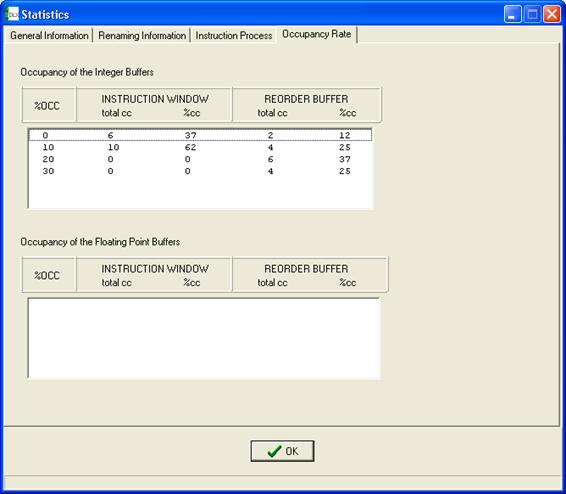 Statistics
General Information Renaming Information Instruction Process Occupancy Rate
Occupancy of the Integer Buffers
%OCC INSTRUCTION WINDOW REORDER BUFFER
total cc %cc total cc %cc
0 6 37 2 12
10 10 62 4 25
20 0 0 6 37
30 0 0 4 25
Occupancy of the Floating Point Buffers
%OCC INSTRUCTION WINDOW REORDER BUFFER
total cc %cc total cc %cc
OK